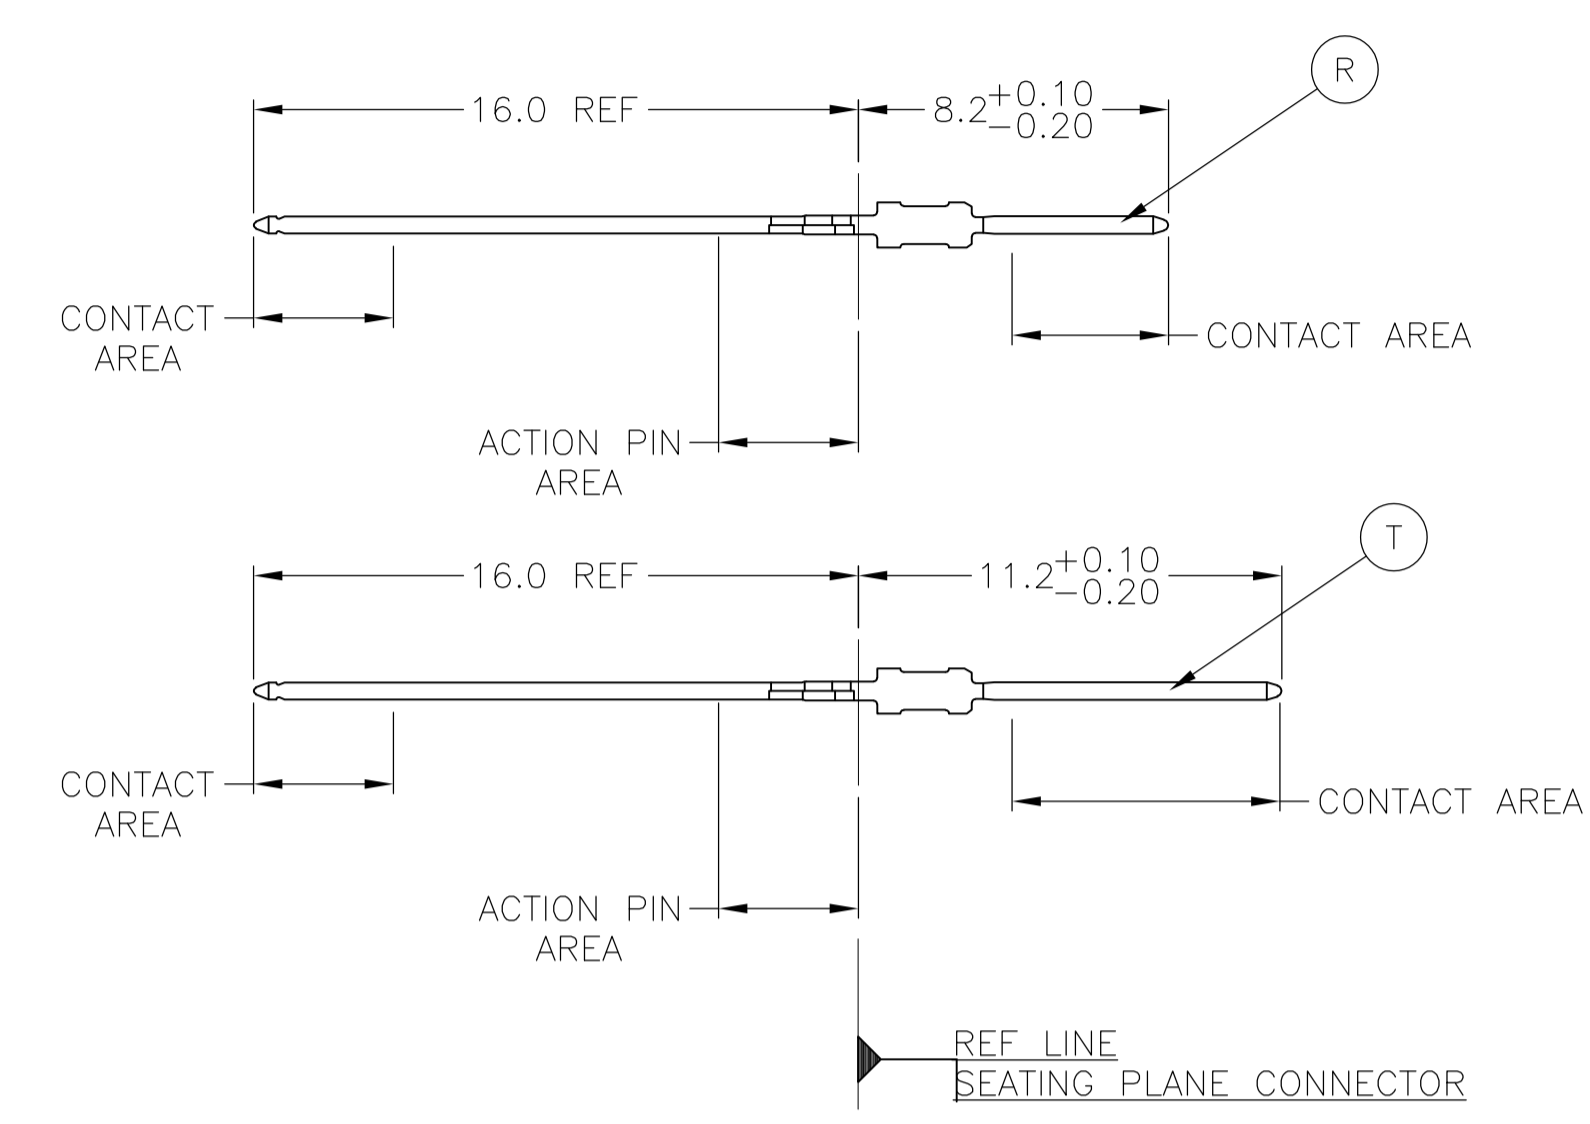 R
16.0 REF
8.2 +0.10
-0.20
CONTACT
AREA
CONTACT AREA
ACTION PIN
AREA
T
16.0 REF
11.2 +0.10
-0.20
CONTACT
AREA
CONTACT AREA
ACTION PIN
AREA
REF LINE
SEATING PLANE CONNECTOR